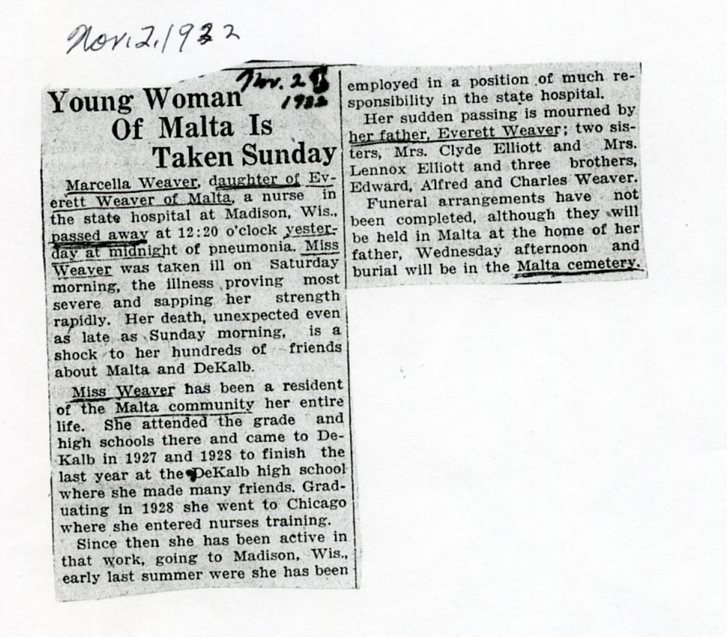 Nov. 2, 1932
Nov. 2
1932
Young Woman
Of Malta Is
Taken Sunday
Marcella Weaver, daughter of Ev-
erett Weaver of Malta, a nurse in
the state hospital at Madison, Wis.,
passed away at 12:20 o'clock yester-
day at midnight of pneumonia. Miss
Weaver was taken ill on Saturday
morning, the illness proving most
severe and sapping her strength
rapidly. Her death, unexpected even
as late as Sunday morning, is a
shock to her hundreds of friends
about Malta and DeKalb.
Miss Weaver has been a resident
of the Malta community her entire
life. She attended the grade and
high schools there and came to De-
Kalb in 1927 and 1928 to finish the
last year at the DeKalb high school
where she made many friends. Grad-
uating in 1928 she went to Chicago
where she entered nurses training.
Since then she has been active in
that work, going to Madison, Wis.,
early last summer were she has been
employed in a position of much re-
sponsibility in the state hospital.
Her sudden passing is mourned by
her father, Everett Weaver; two sis-
ters, Mrs. Clyde Elliott and Mrs.
Lennox Elliott and three brothers,
Edward, Alfred and Charles Weaver.
Funeral arrangements have not
been completed, although they will
be held in Malta at the home of her
father, Wednesday afternoon and
burial will be in the Malta cemetery.